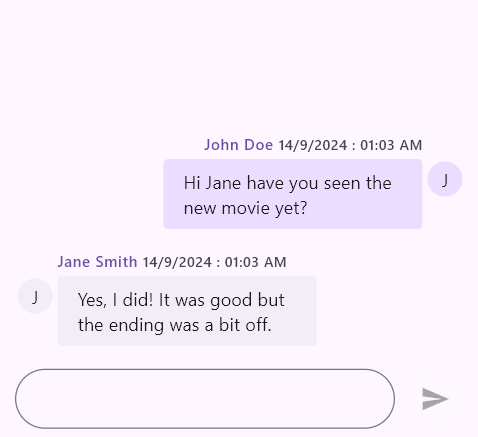 John Doe 14/9/2024 : 01:03 AM
Hi Jane have you seen the
new movie yet?
J
Jane Smith 14/9/2024 : 01:03 AM
J
Yes, I did! It was good but
the ending was a bit off.